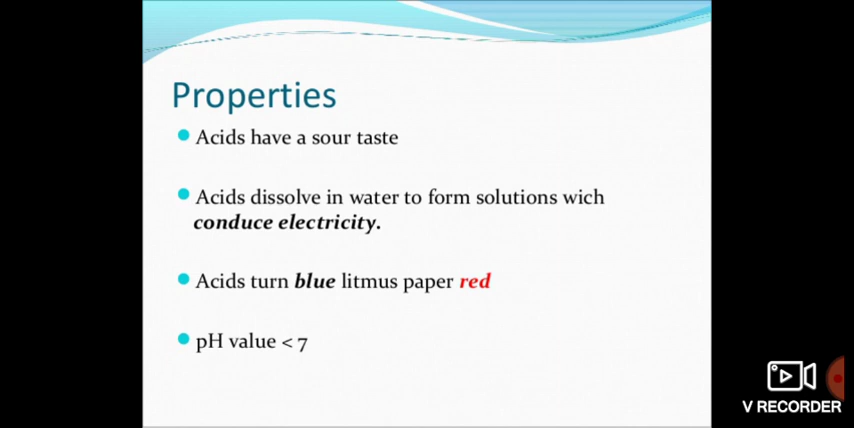 Properties
Acids have a sour taste
Acids dissolve in water to form solutions wich
conduce electricity.
Acids turn blue litmus paper red
pH value < 7
V RECORDER